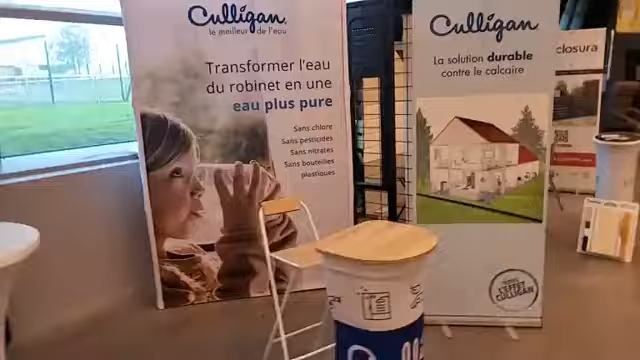 Culligan
le meilleur de l'eau
Transformer l'eau
du robinet en une
eau plus pure
Sans chlore
Sans pesticides
Sans nitrates
Sans bouteilles
plastiques
Culligan
La solution durable
contre le calcaire
L'EFFET
CULLIGAN
closura